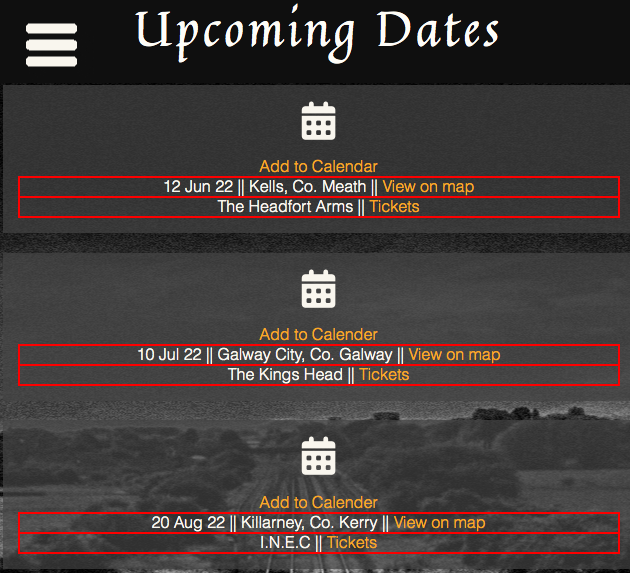 Upcoming Dates
Add to Calendar
12 Jun 22 || Kells, Co. Meath || View on map
The Headfort Arms || Tickets
Add to Calender
10 Jul 22 || Galway City, Co. Galway || View on map
The Kings Head || Tickets
Add to Calender
20 Aug 22 || Killarney, Co. Kerry || View on map
I.N.E.C || Tickets